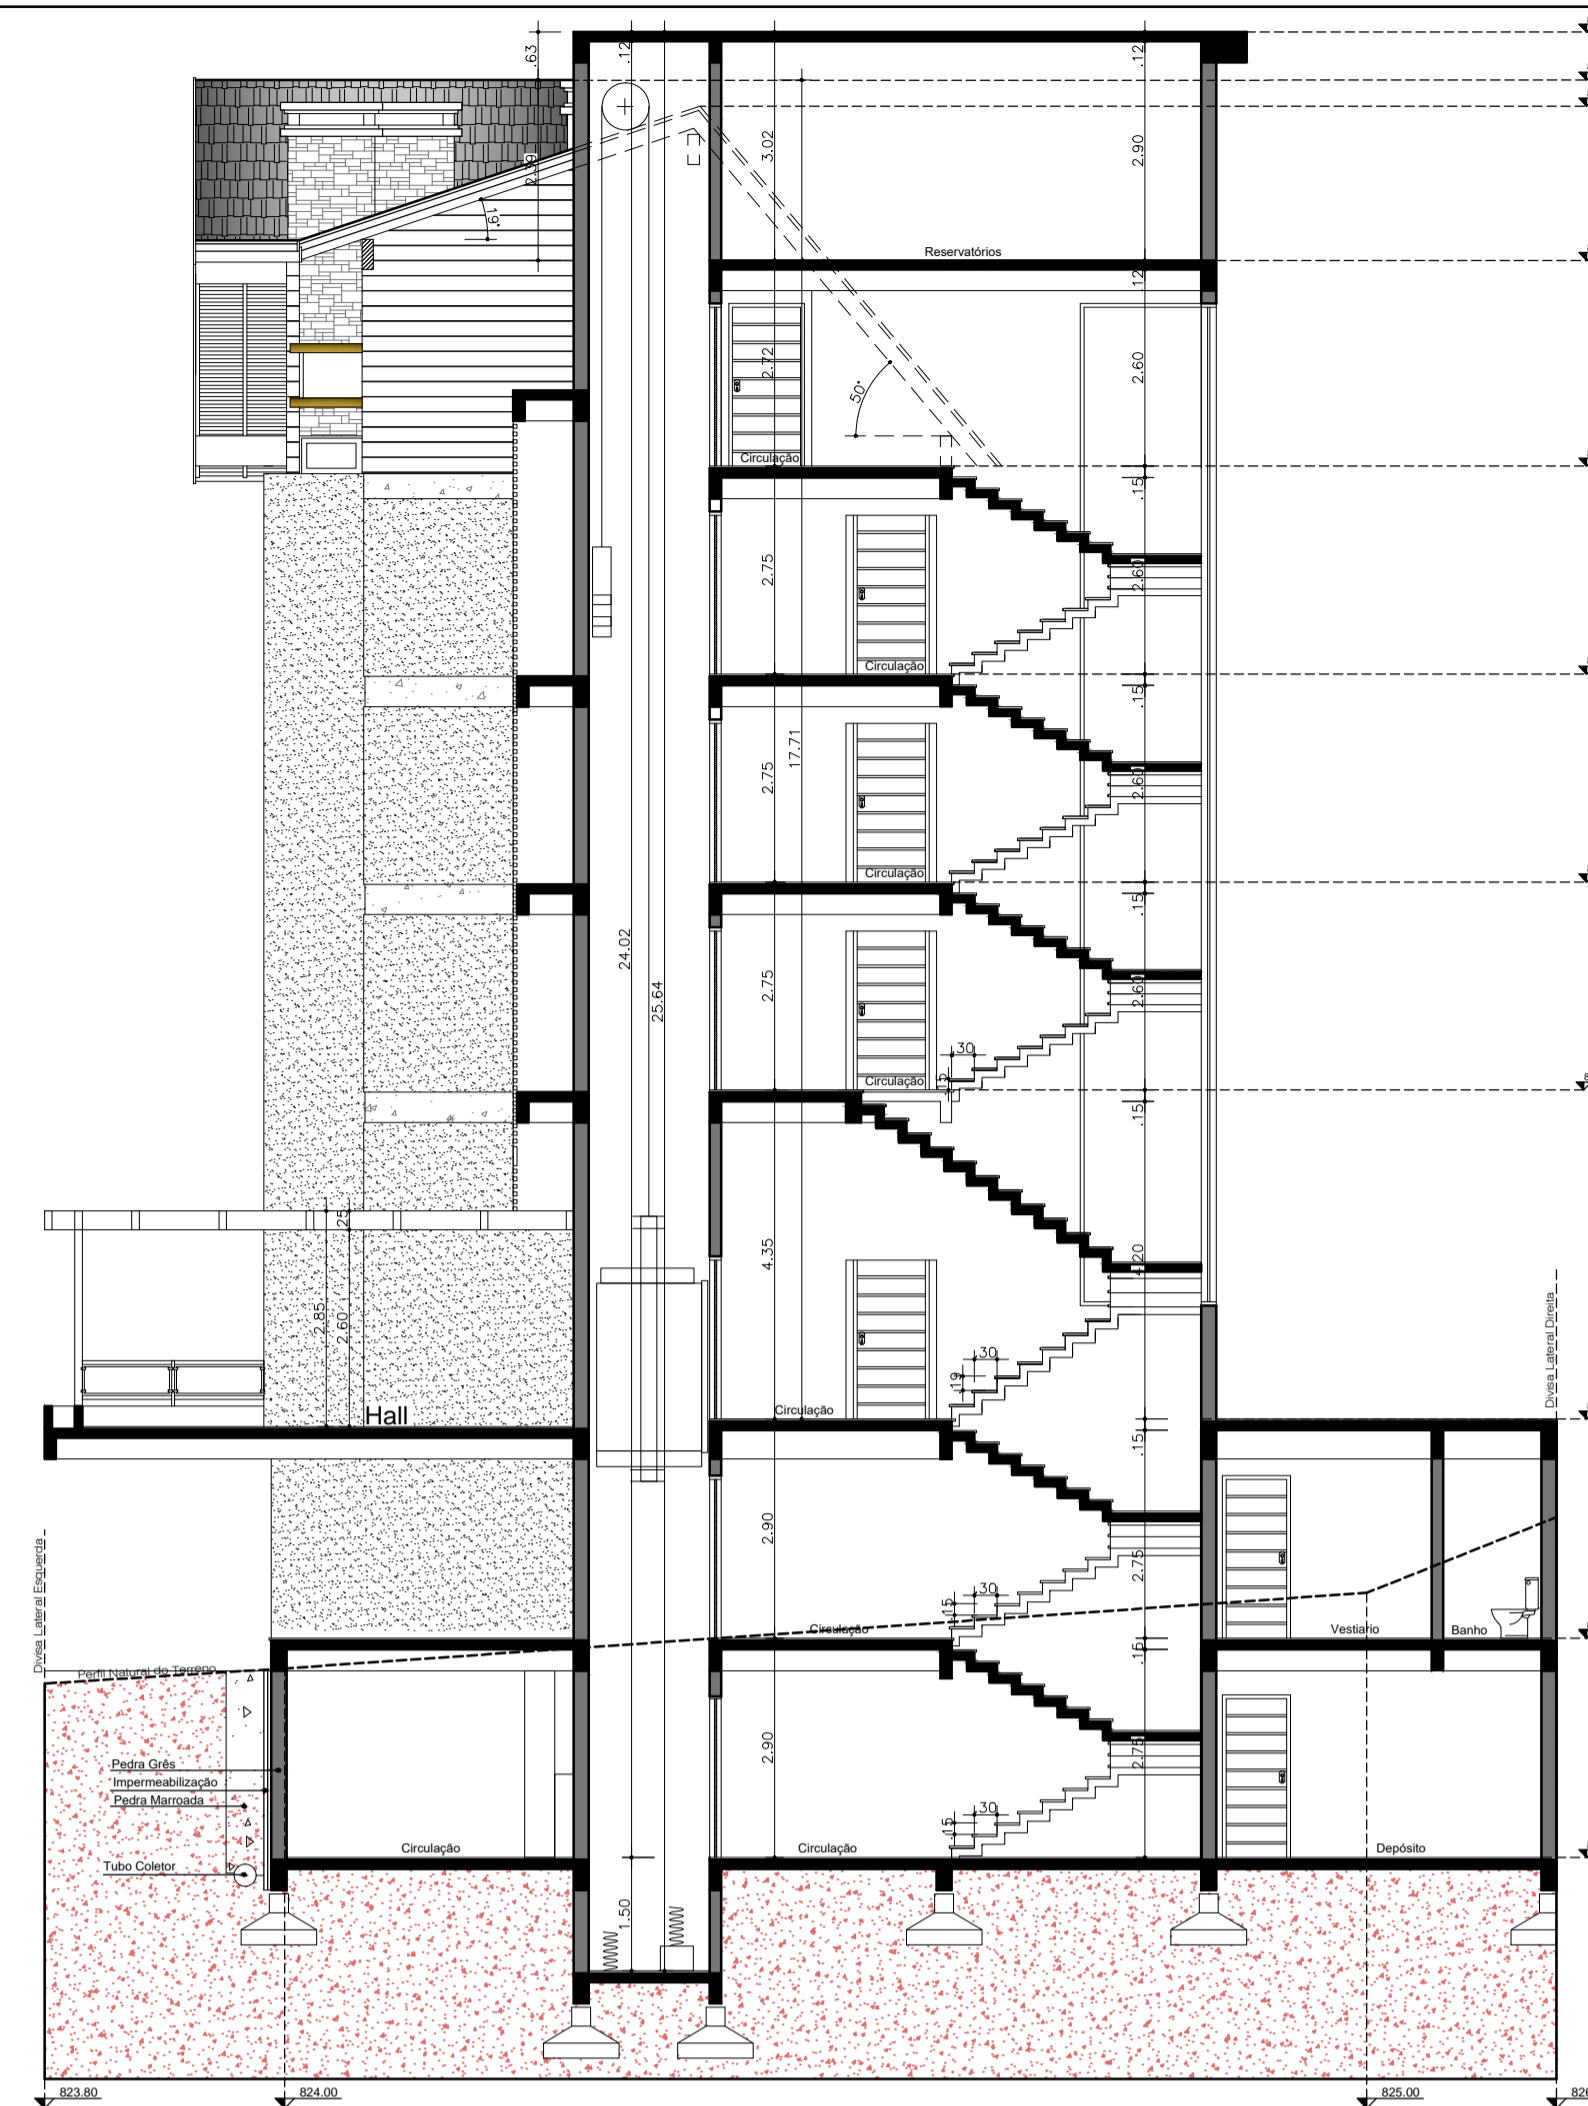 .63
.12
.12
3.02
2.90
2.39
19°
Reservatórios
.12
2.72
2.60
50°
Circulação
.15
2.75
2.60
Circulação
.15
17.71
2.75
2.60
Circulação
.15
24.02
25.64
2.75
2.60
.30
.15
Circulação
.15
.25
4.35
4.20
2.85
2.60
.30
.19
Hall
Circulação
.15
Divisa Lateral Direita
2.90
2.75
Divisa Lateral Esquerda
.30
.15
Circulação
Vestiario
Banho
.15
Perfil Natural do Terreno
Pedra Grês
Impermeabilização
Pedra Marroada
2.90
2.75
.30
.15
Circulação
Circulação
Depósito
Tubo Coletor
1.50
823.80
824.00
825.00